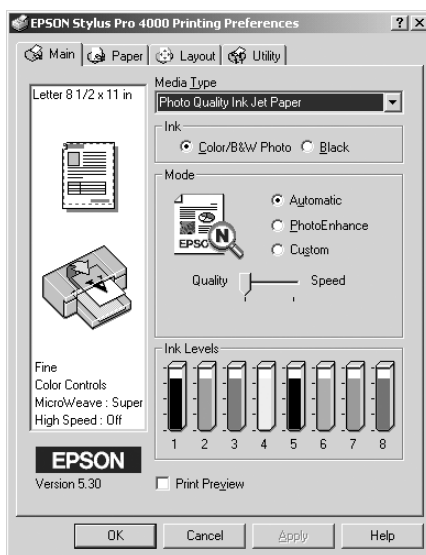 EPSON Stylus Pro 4000 Printing Preferences
Main Paper Layout Utility
Letter 8 1/2 x 11 in
Media Type
Photo Quality Ink Jet Paper
Ink
Color/B&W Photo Black
Mode
EPSO N
Automatic
PhotoEnhance
Custom
Quality Speed
Fine
Color Controls
MicroWeave : Super
High Speed : Off
Ink Levels
1 2 3 4 5 6 7 8
EPSON
Version 5.30
Print Preview
OK Cancel Apply Help